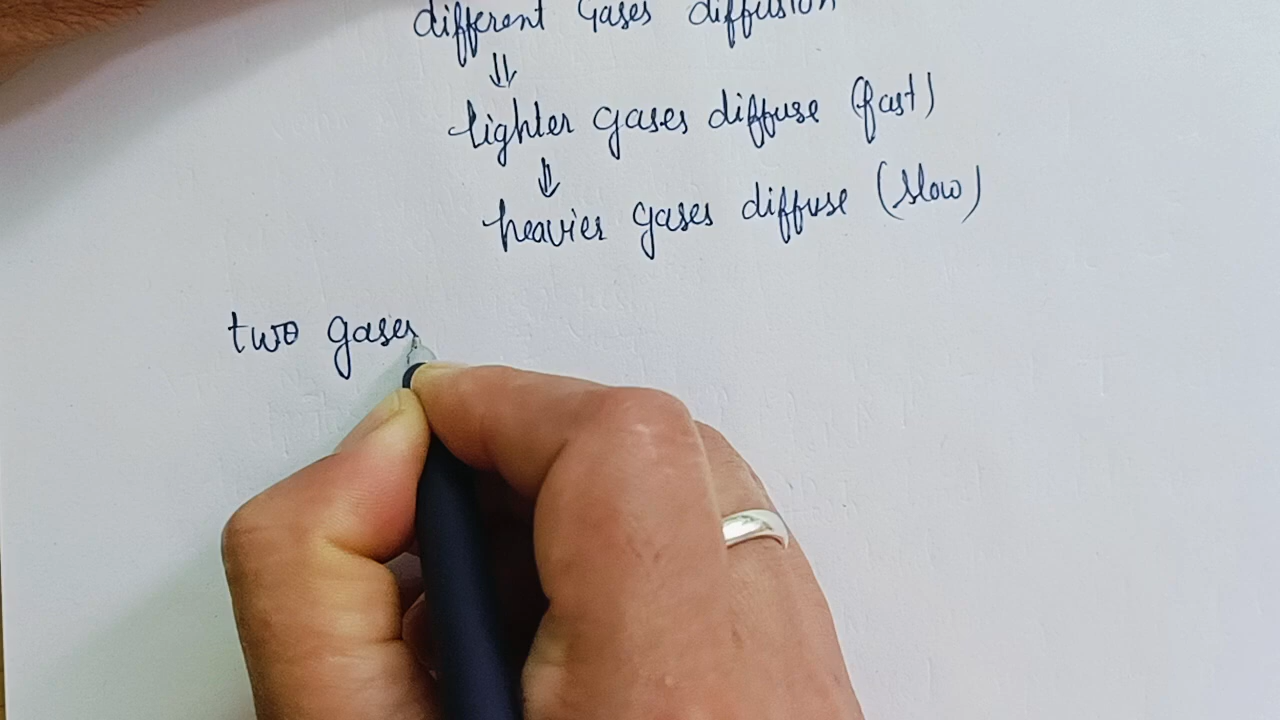 different Gases diffusion
⇓
lighter gases diffuse (fast)
⇓
heavier gases diffuse (slow)
two gases